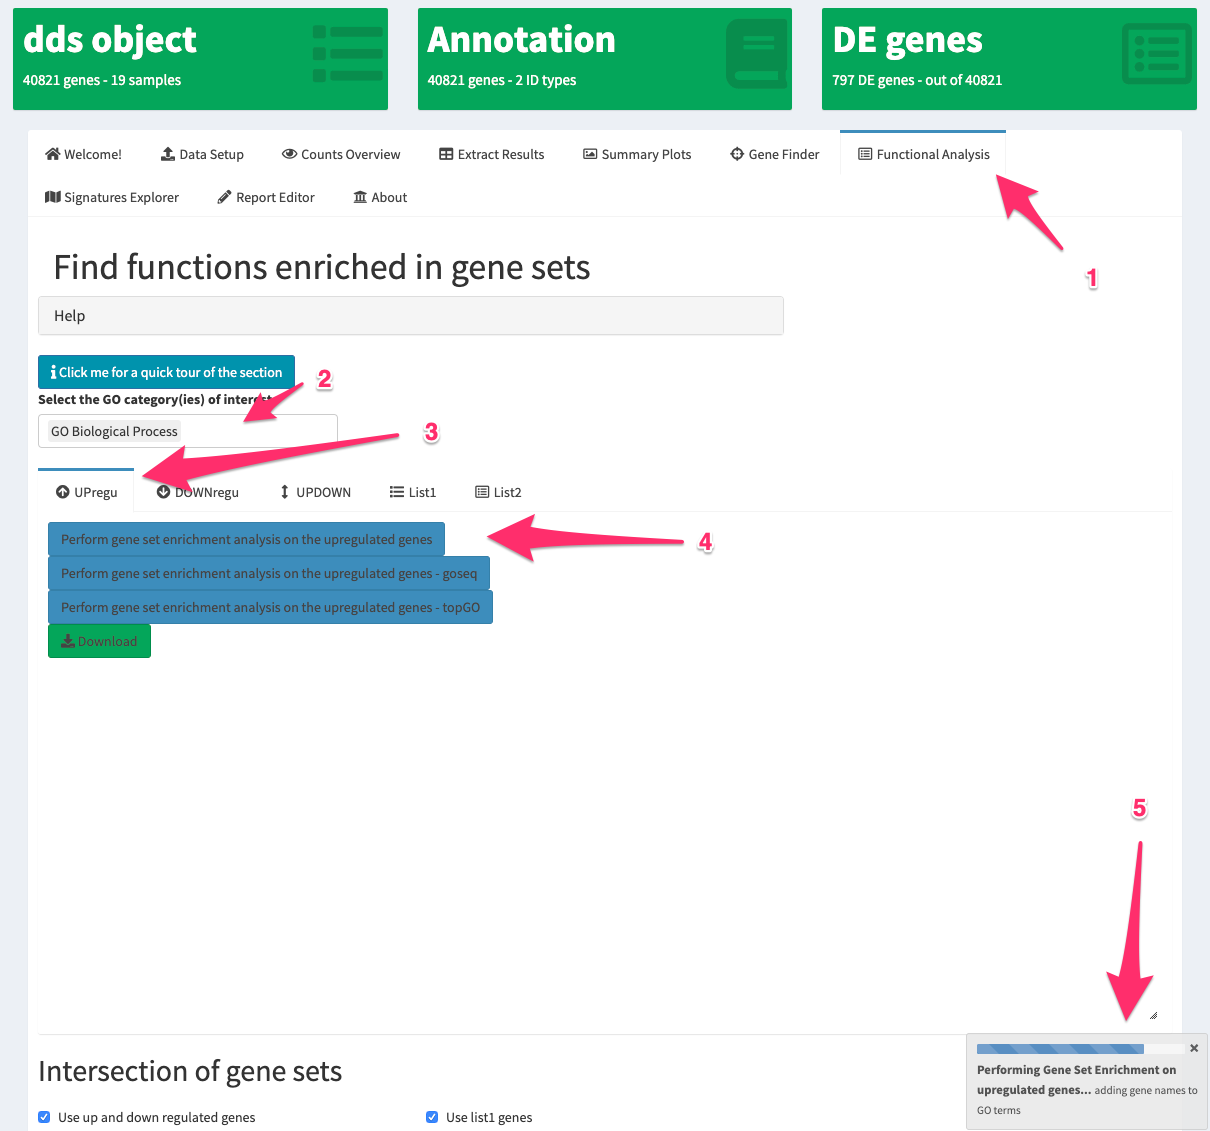 dds object
40821 genes - 19 samples
Annotation
40821 genes - 2 ID types
DE genes
797 DE genes - out of 40821
Welcome!
Data Setup
Counts Overview
Extract Results
Summary Plots
Gene Finder
Functional Analysis
Signatures Explorer
Report Editor
About
1
Find functions enriched in gene sets
Help
Click me for a quick tour of the section
2
Select the GO category(ies) of interest
GO Biological Process
3
UPregu
DOWNregu
UPDOWN
List1
List2
Perform gene set enrichment analysis on the upregulated genes
4
Perform gene set enrichment analysis on the upregulated genes - goseq
Perform gene set enrichment analysis on the upregulated genes - topGO
Download
5
Performing Gene Set Enrichment on
upregulated genes... adding gene names to
GO terms
Intersection of gene sets
Use up and down regulated genes
Use list1 genes